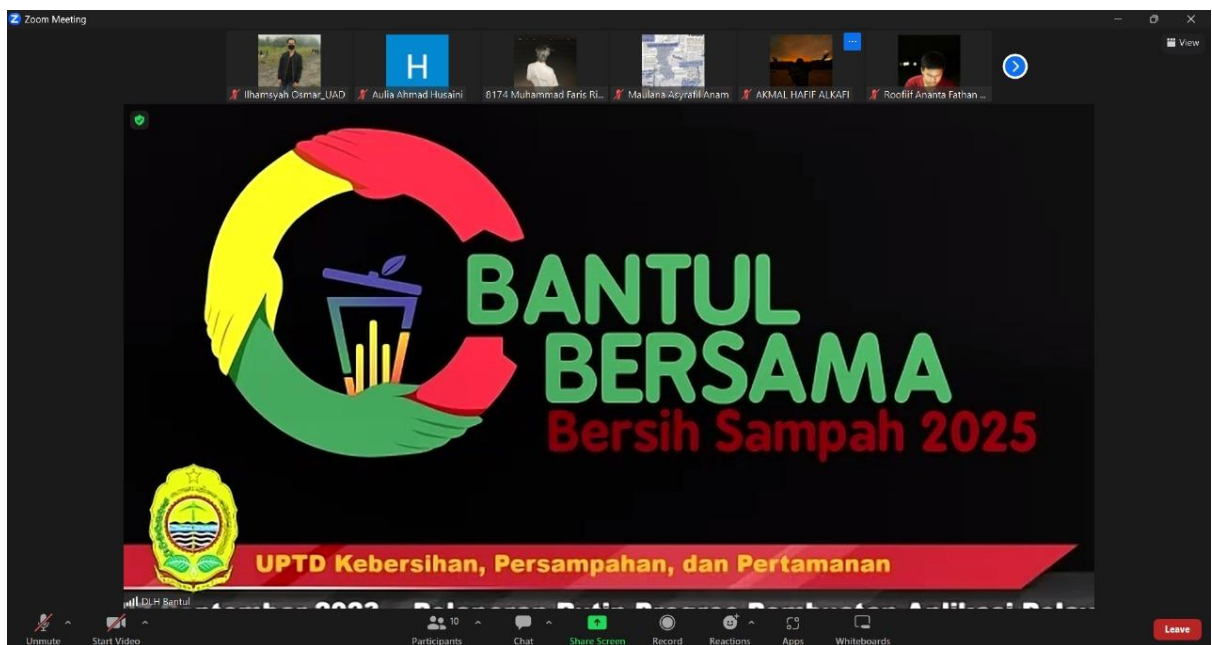 Zoom Meeting
View
Ilhamsyah Osmar_UAD
H
Aulia Ahmad Husaini
8174 Muhammad Faris Ri...
Maulana Asyrafil Anam
AKMAL HAFIF ALKAFI
Roofiif Ananta Fathan ...
BANTUL
BERSAMA
Bersih Sampah 2025
UPTD Kebersihan, Persampahan, dan Pertamanan
DLH Bantul
2023
Unmute
Start Video
Participants
10
Chat
Share Screen
Record
Reactions
Apps
Whiteboards
Leave